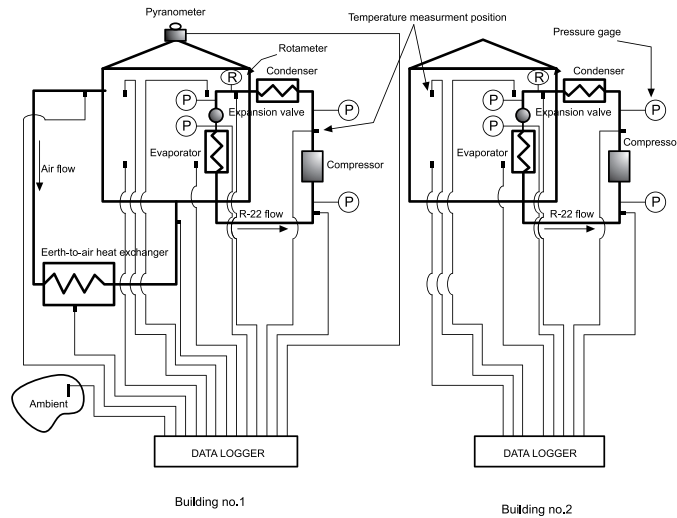 Pyranometer
Temperature measurment position
Rotameter
Pressure gage
Condenser
Condenser
R
R
P
P
P
P
Expansion valve
Expansion valve
P
P
Compresso
Evaporator
Evaporator
Compressor
Air flow
P
P
R-22 flow
R-22 flow
Eerth-to-air heat exchanger
Ambient
DATA LOGGER
DATA LOGGER
Building no.1
Building no.2